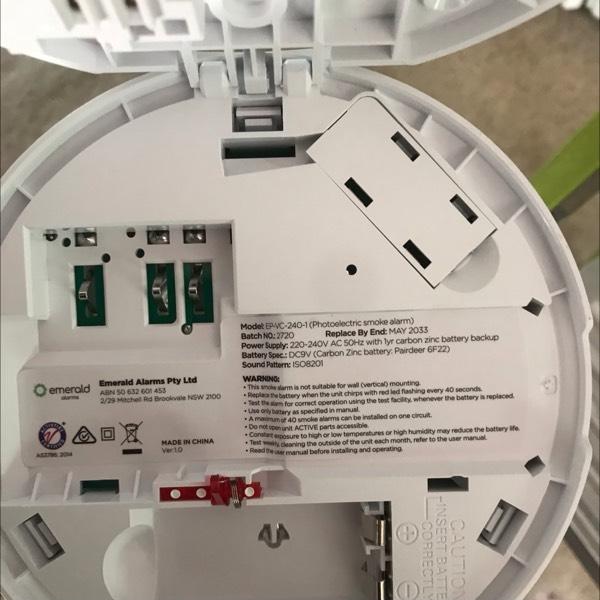 Model: EP-VC-240-1 (Photoelectric smoke alarm)
Batch NO.: 2720 Replace By End: MAY 2033
Power Supply: 220-240V AC 50Hz with 1yr carbon zinc battery backup
Battery Spec.: DC9V (Carbon Zinc battery: Pairdeer 6F22)
Sound Pattern: ISO8201
WARNING:
• This smoke alarm is not suitable for wall (vertical) mounting.
• Replace the battery when the unit chirps with red led flashing every 40 seconds.
• Test the alarm for correct operation using the test facility, whenever the battery is replaced.
• Use only battery as specified in manual.
• A maximum of 40 smoke alarms can be installed on one circuit.
• Do not open unit ACTIVE parts accessible.
• Constant exposure to high or low temperatures or high humidity may reduce the battery life.
• Test weekly, cleaning the outside of the unit each month, refer to the user manual.
• Read the user manual before installing and operating.
emerald
alarms
Emerald Alarms Pty Ltd
ABN 50 632 601 453
2/29 Mitchell Rd Brookvale NSW 2100
AS3786: 2014
MADE IN CHINA
Ver:1.0
CAUTION
INSERT BATTERY
CORRECTLY